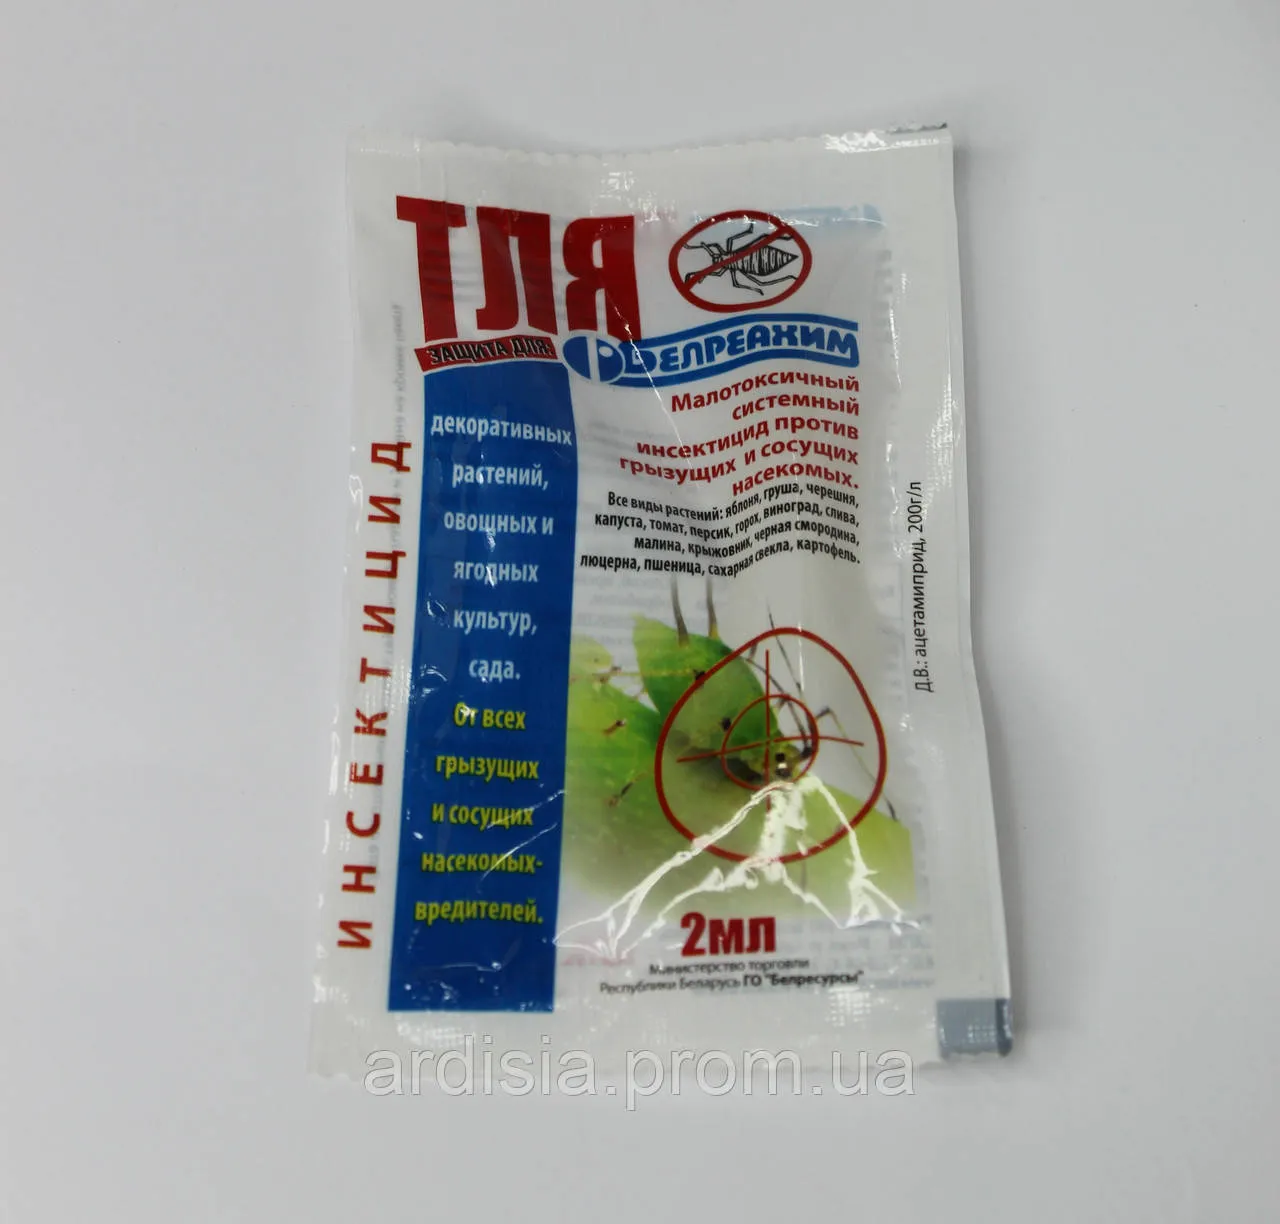 ТЛЯ
ЗАЩИТА ДЛЯ:
БЕЛРЕАХИМ
ИНСЕКТИЦИД
декоративных
растений,
овощных и
ягодных
культур,
сада.
От всех
грызущих
и сосущих
насекомых-
вредителей.
Малотоксичный
системный
инсектицид против
грызущих и сосущих
насекомых.
Все виды растений: яблоня, груша, черешня,
капуста, томат, персик, горох, виноград, слива,
малина, крыжовник, черная смородина,
люцерна, пшеница, сахарная свекла, картофель.
Д.В.: ацетамиприд, 200г/л
2мл
Министерство торговли
Республики Беларусь ГО "Белресурсы"
ardisia.prom.ua